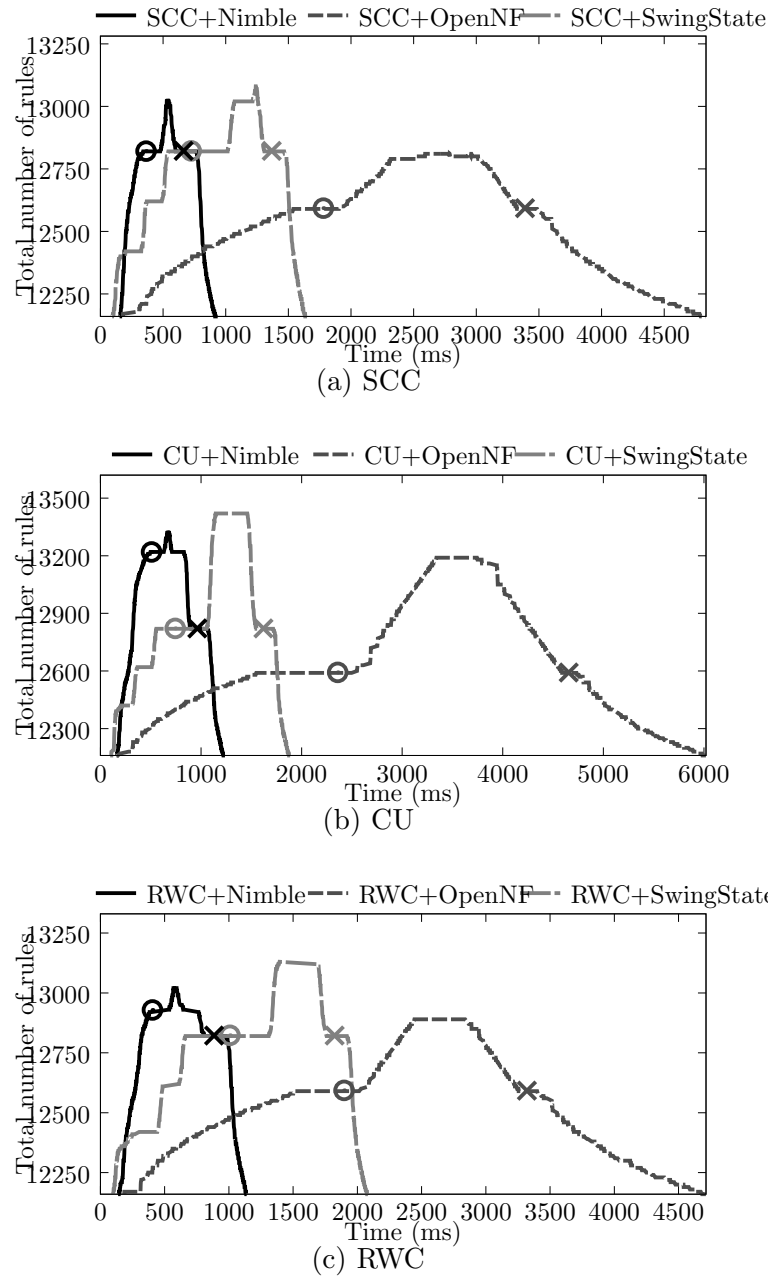 SCC+Nimble SCC+OpenNF SCC+SwingState
Total number of rules
13250
13000
12750
12500
12250
0 500 1000 1500 2000 2500 3000 3500 4000 4500
Time (ms)
(a) SCC
CU+Nimble CU+OpenNF CU+SwingState
Total number of rules
13500
13200
12900
12600
12300
0 1000 2000 3000 4000 5000 6000
Time (ms)
(b) CU
RWC+Nimble RWC+OpenNF RWC+SwingState
Total number of rules
13250
13000
12750
12500
12250
0 500 1000 1500 2000 2500 3000 3500 4000 4500
Time (ms)
(c) RWC